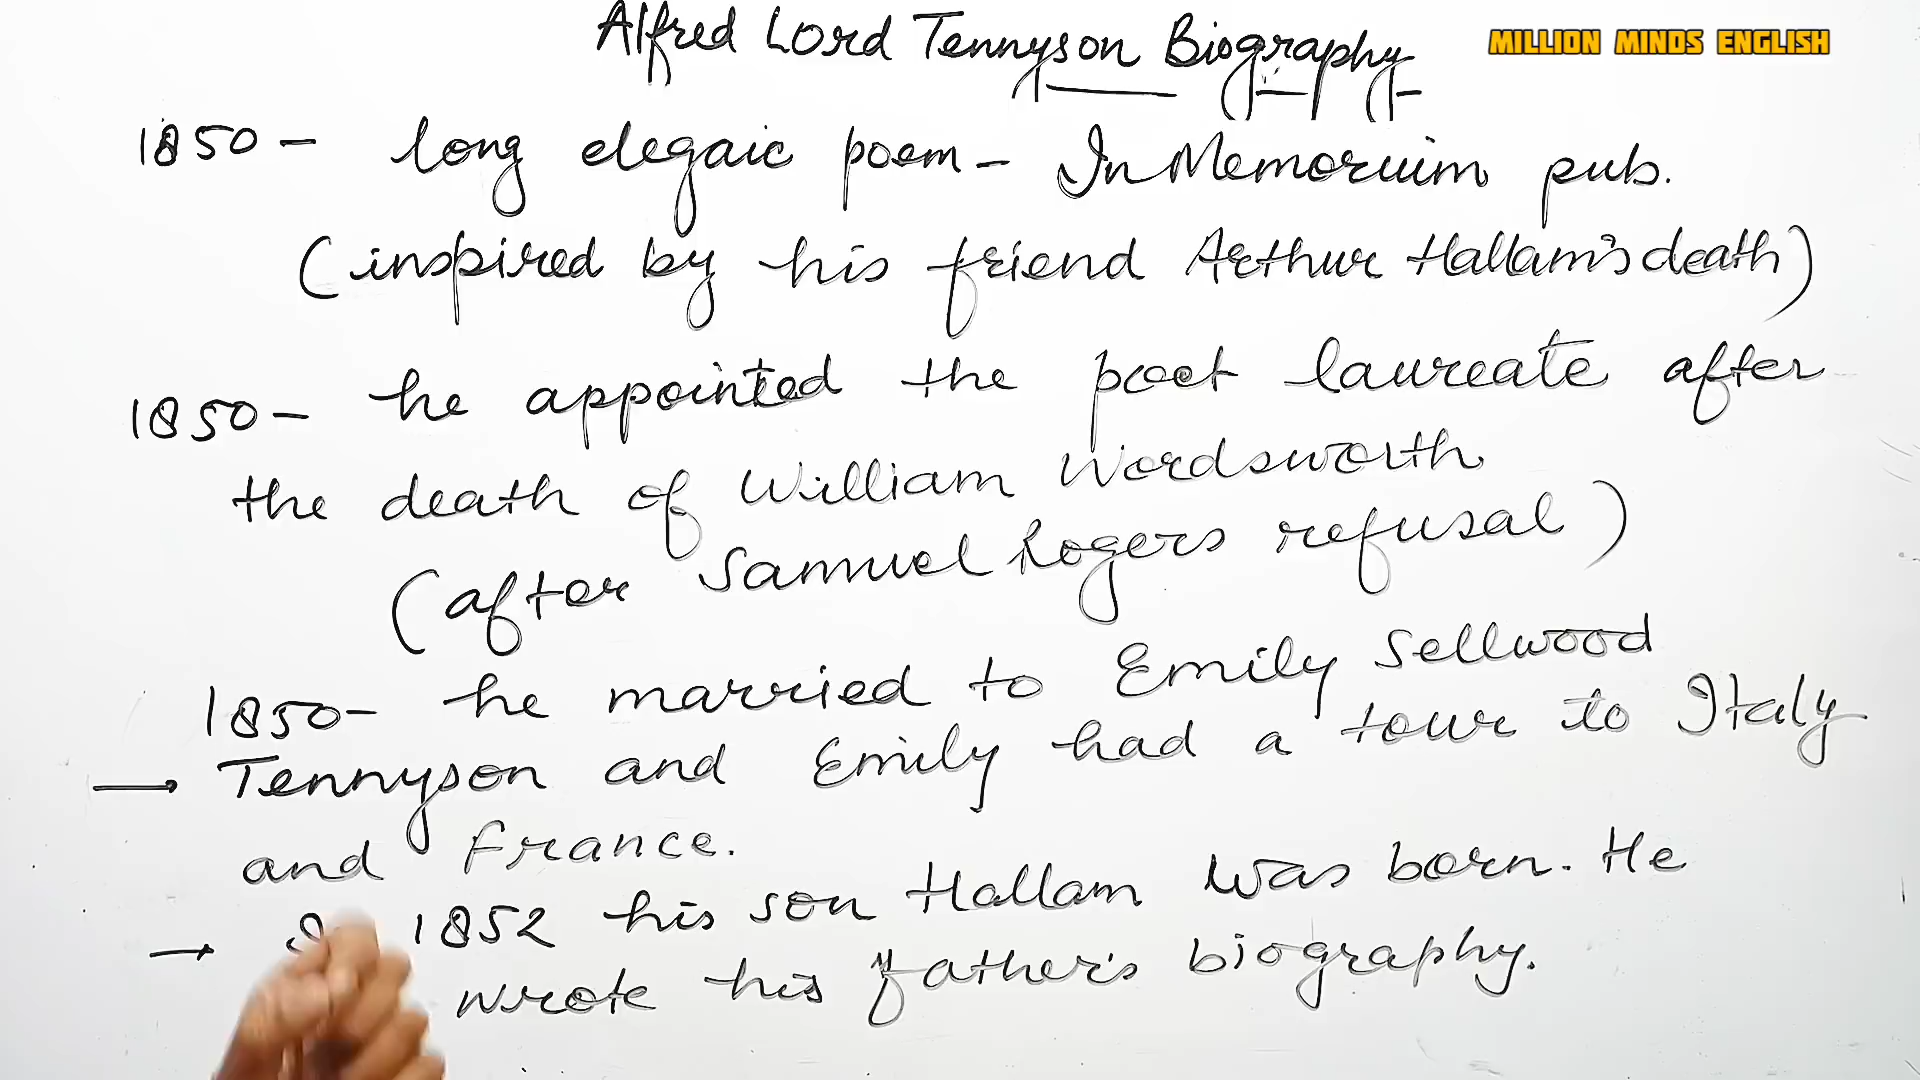 Alfred Lord Tennyson Biography
MILLION MINDS ENGLISH
1850 - long elegaic poem - In Memoruim pub.
(inspired by his friend Arthur Hallam's death)
1850 - he appointed the poet laureate after
the death of William Wordsworth
(after Samuel Rogers refusal)
1850 - he married to Emily Sellwood
→ Tennyson and Emily had a tour to Italy
and France.
→ 1852 his son Hallam was born. He
wrote his father's biography.